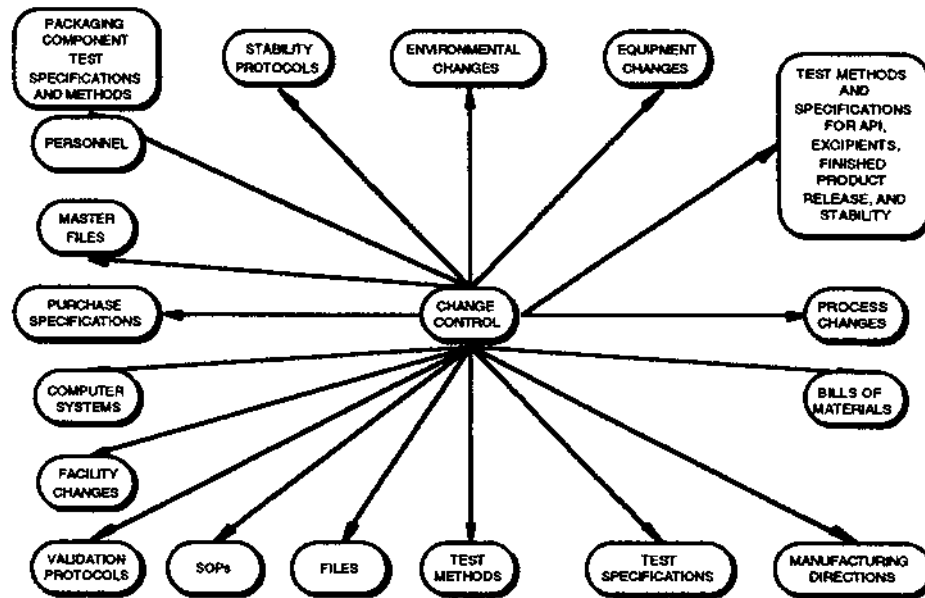 PACKAGING
COMPONENT
TEST
SPECIFICATIONS
AND METHODS
STABILITY
PROTOCOLS
ENVIRONMENTAL
CHANGES
EQUIPMENT
CHANGES
TEST METHODS
AND
SPECIFICATIONS
FOR API,
EXCIPIENTS,
FINISHED
PRODUCT
RELEASE, AND
STABILITY
PERSONNEL
MASTER
FILES
PURCHASE
SPECIFICATIONS
CHANGE
CONTROL
PROCESS
CHANGES
COMPUTER
SYSTEMS
BILLS OF
MATERIALS
FACILITY
CHANGES
VALIDATION
PROTOCOLS
SOPs
FILES
TEST
METHODS
TEST
SPECIFICATIONS
MANUFACTURING
DIRECTIONS